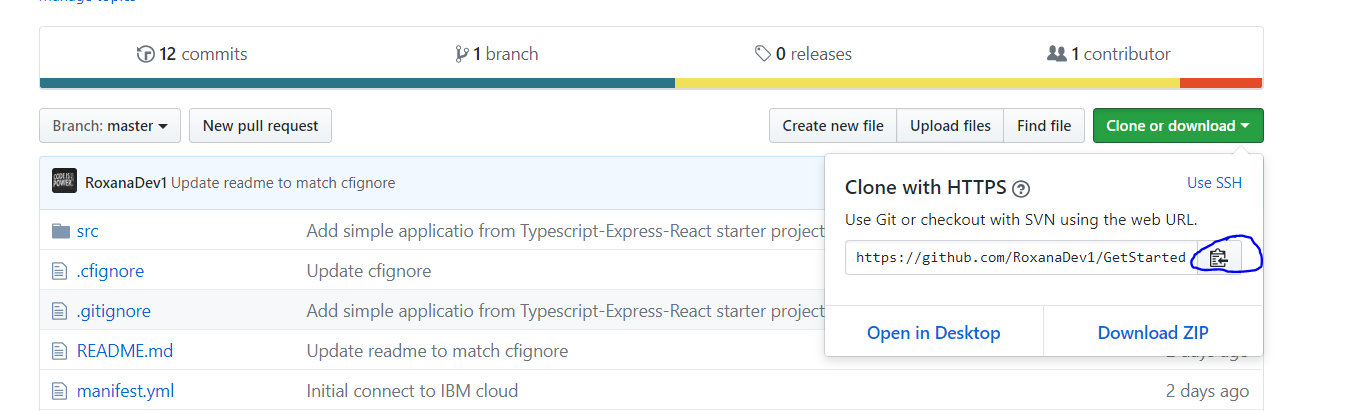 manage topics
12 commits 1 branch 0 releases 1 contributor
Branch: master New pull request Create new file Upload files Find file Clone or download
RoxanaDev1 Update readme to match cfignore
Clone with HTTPS Use SSH
Use Git or checkout with SVN using the web URL.
https://github.com/RoxanaDev1/GetStarted
Open in Desktop Download ZIP
src Add simple applicatio from Typescript-Express-React starter project
.cfignore Update cfignore
.gitignore Add simple applicatio from Typescript-Express-React starter project
README.md Update readme to match cfignore 2 days ago
manifest.yml Initial connect to IBM cloud 2 days ago